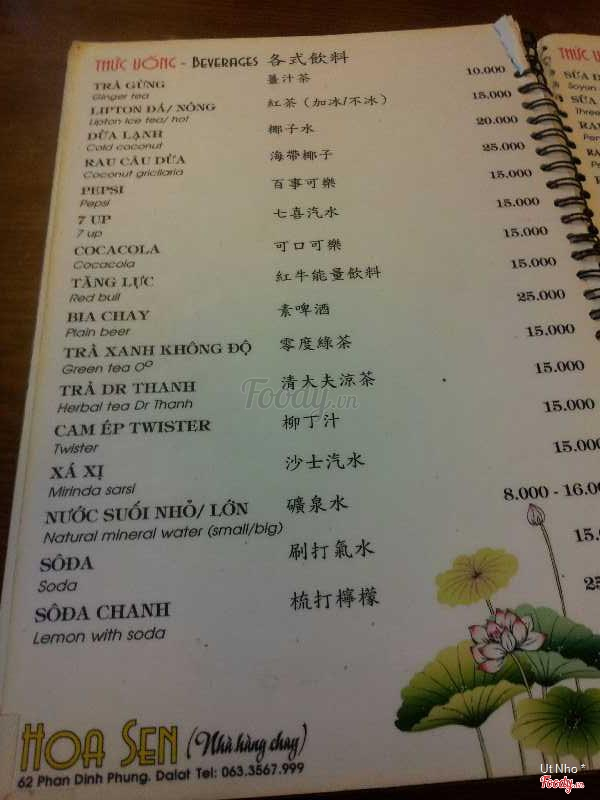 THỨC UỐNG - BEVERAGES 各式飲料
TRÀ GỪNG 薑汁茶 10.000
Ginger tea
LIPTON ĐÁ/ NÓNG 紅茶（加冰/不冰） 15.000
Lipton Ice tea/ hot
DỪA LẠNH 椰子水 20.000
Cold coconut
RAU CÂU DỪA 海帶椰子 25.000
Coconut gricilaria
PEPSI 百事可樂 15.000
Pepsi
7 UP 七喜汽水 15.000
7 up
COCACOLA 可口可樂 15.000
Cocacola
TĂNG LỰC 紅牛能量飲料 15.000
Red bull
BIA CHAY 素啤酒 25.000
Plain beer
TRÀ XANH KHÔNG ĐỘ 零度綠茶 15.000
Green tea O°
TRÀ DR THANH 清大夫涼茶 15.000
Herbal tea Dr Thanh
CAM ÉP TWISTER 柳丁汁 15.000
Twister
XÁ XỊ 沙士汽水 15.000
Mirinda sarsi
NƯỚC SUỐI NHỎ/ LỚN 礦泉水 8.000 - 16.00
Natural mineral water (small/big)
SÔĐA 刷打氣水 15.0
Soda
SÔĐA CHANH 梳打檸檬 25
Lemon with soda
HOA SEN (Nhà hàng chay)
62 Phan Dinh Phung. Dalat Tel: 063.3567.999
THỨC U
SỮA Đ
Soyan
SỮA
Three
RAU
Foody.vn
Ut Nho *
Foody.vn